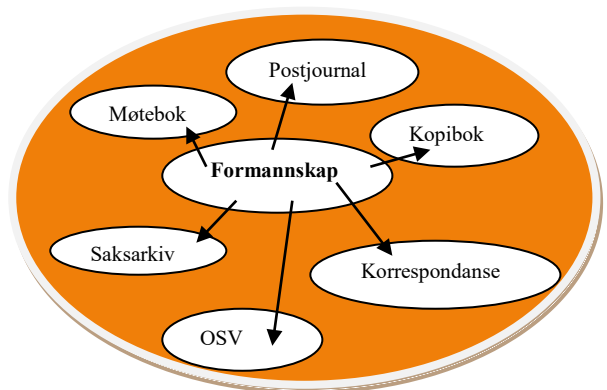 Postjournal
Møtebok
Kopibok
Formannskap
Saksarkiv
Korrespondanse
OSV